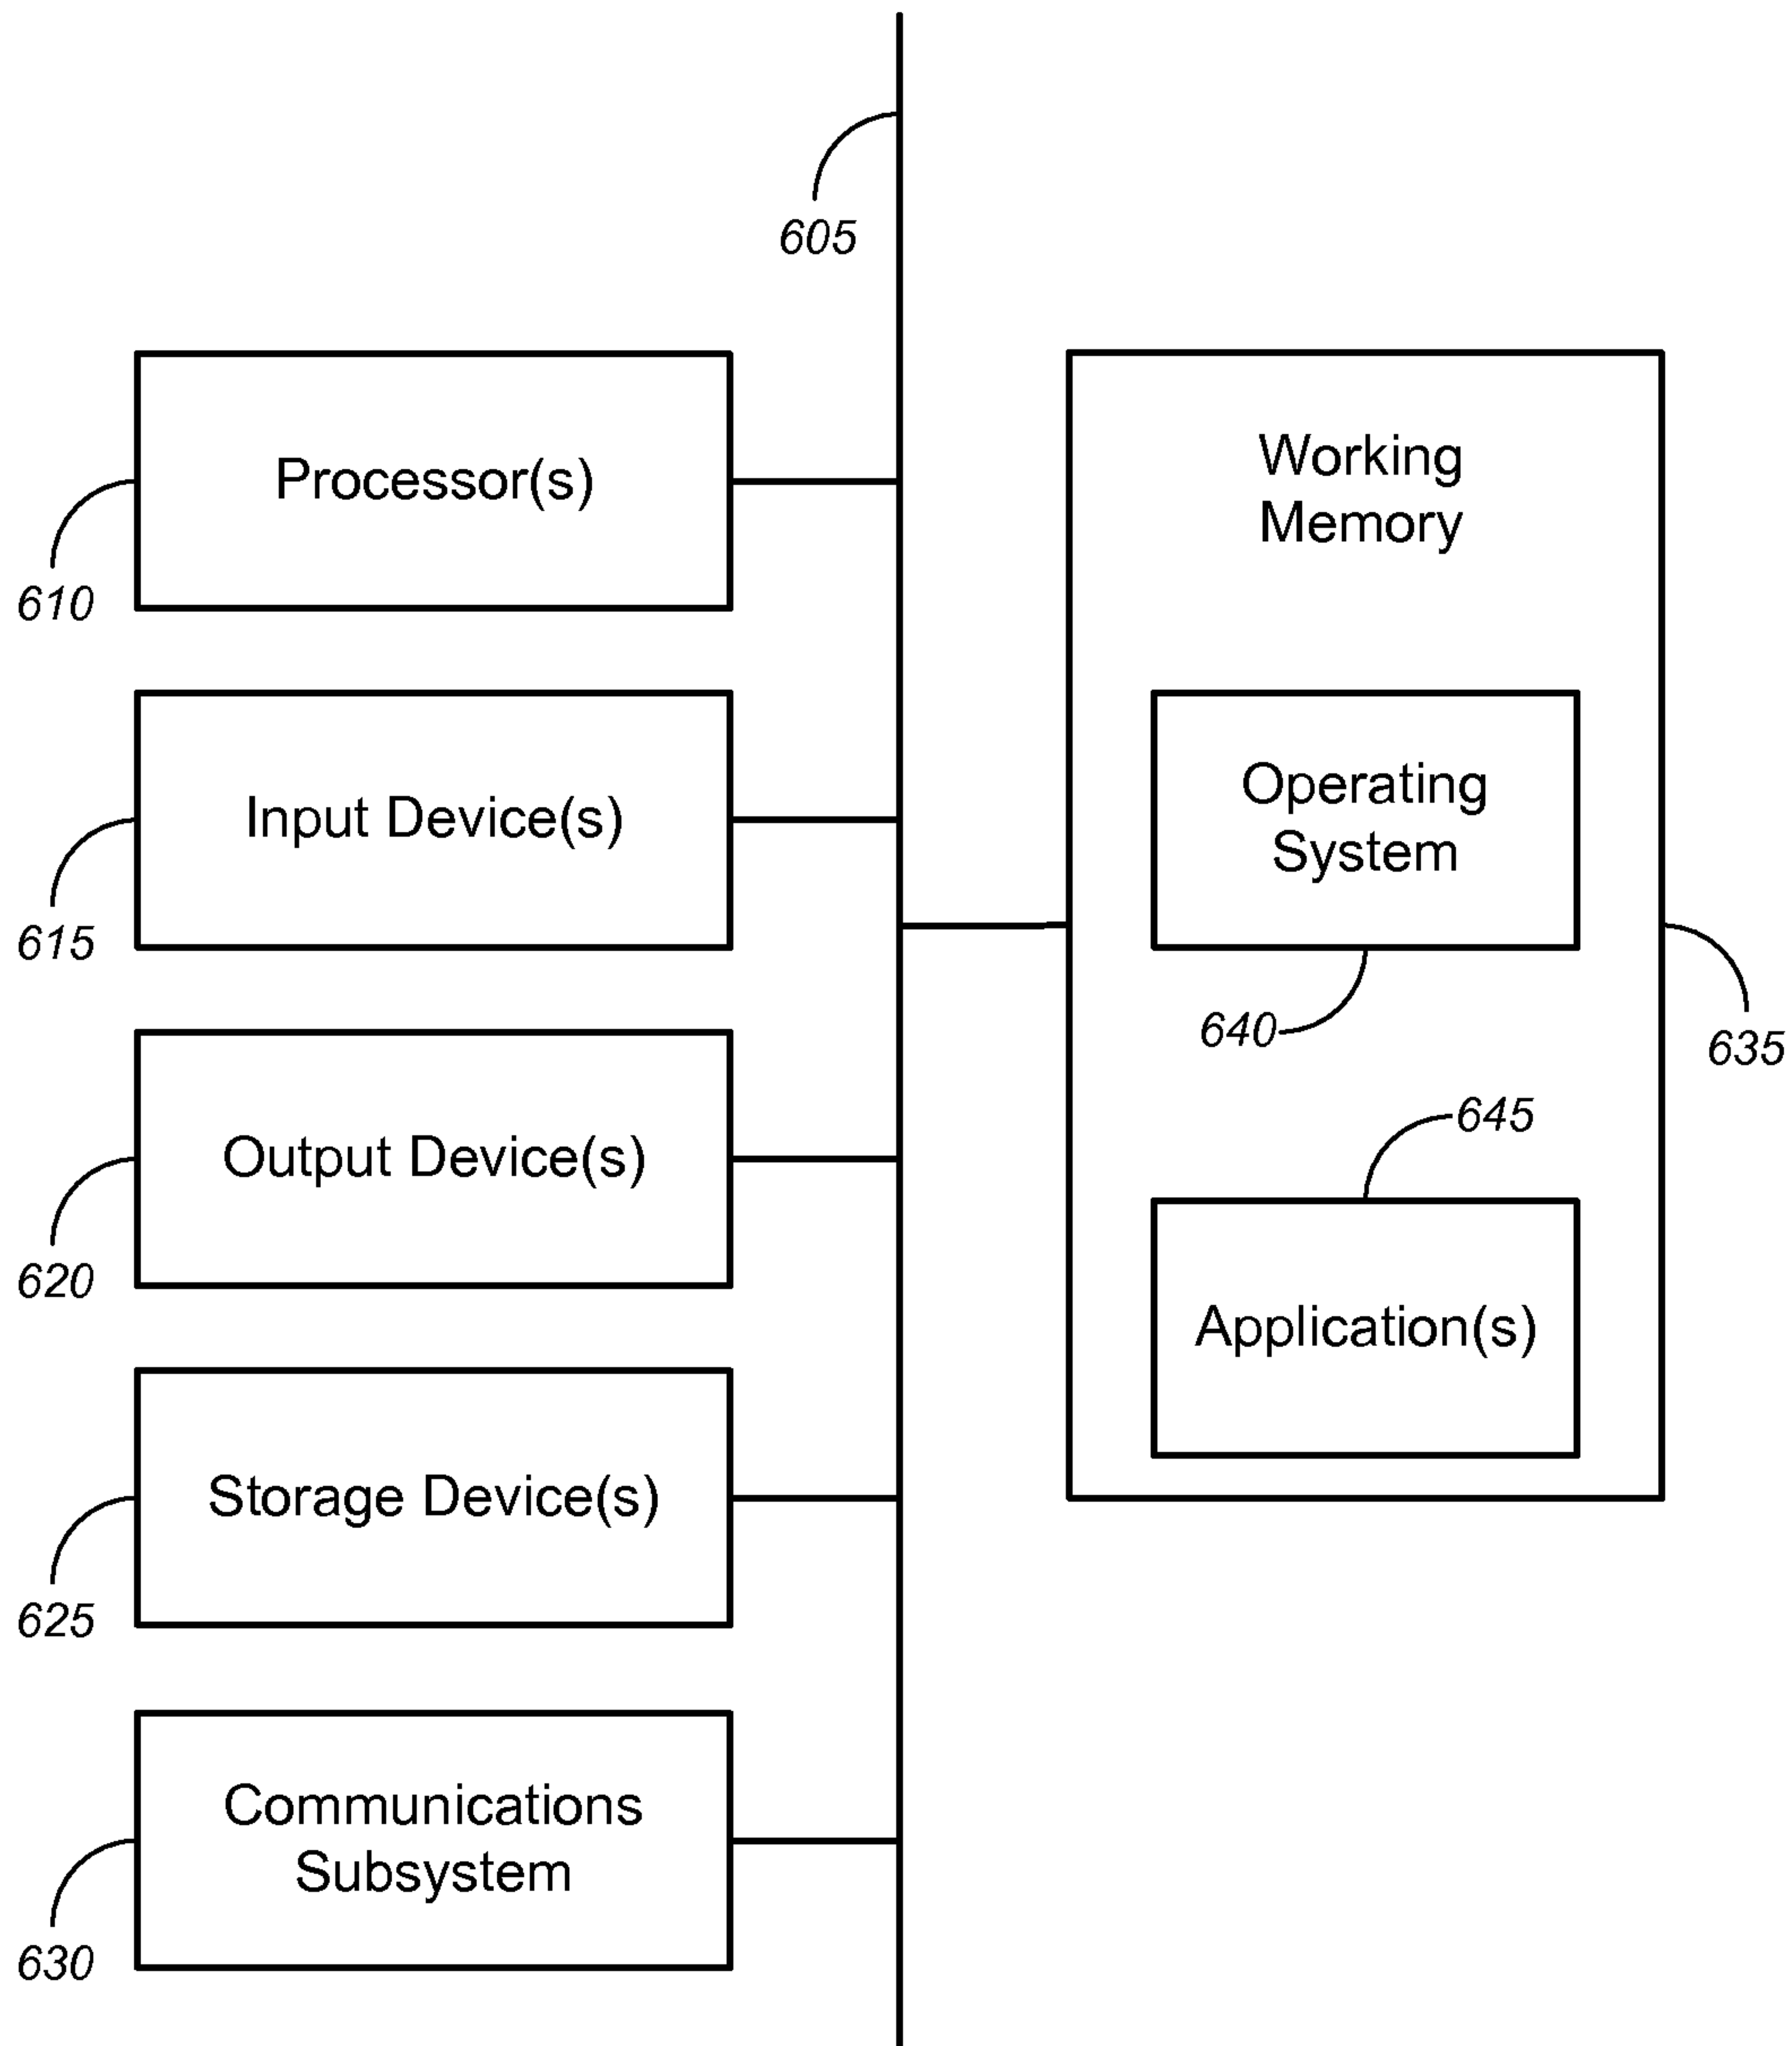 605
Processor(s)
610
Input Device(s)
615
Output Device(s)
620
Storage Device(s)
625
Communications
Subsystem
630
Working
Memory
Operating
System
640
635
645
Application(s)